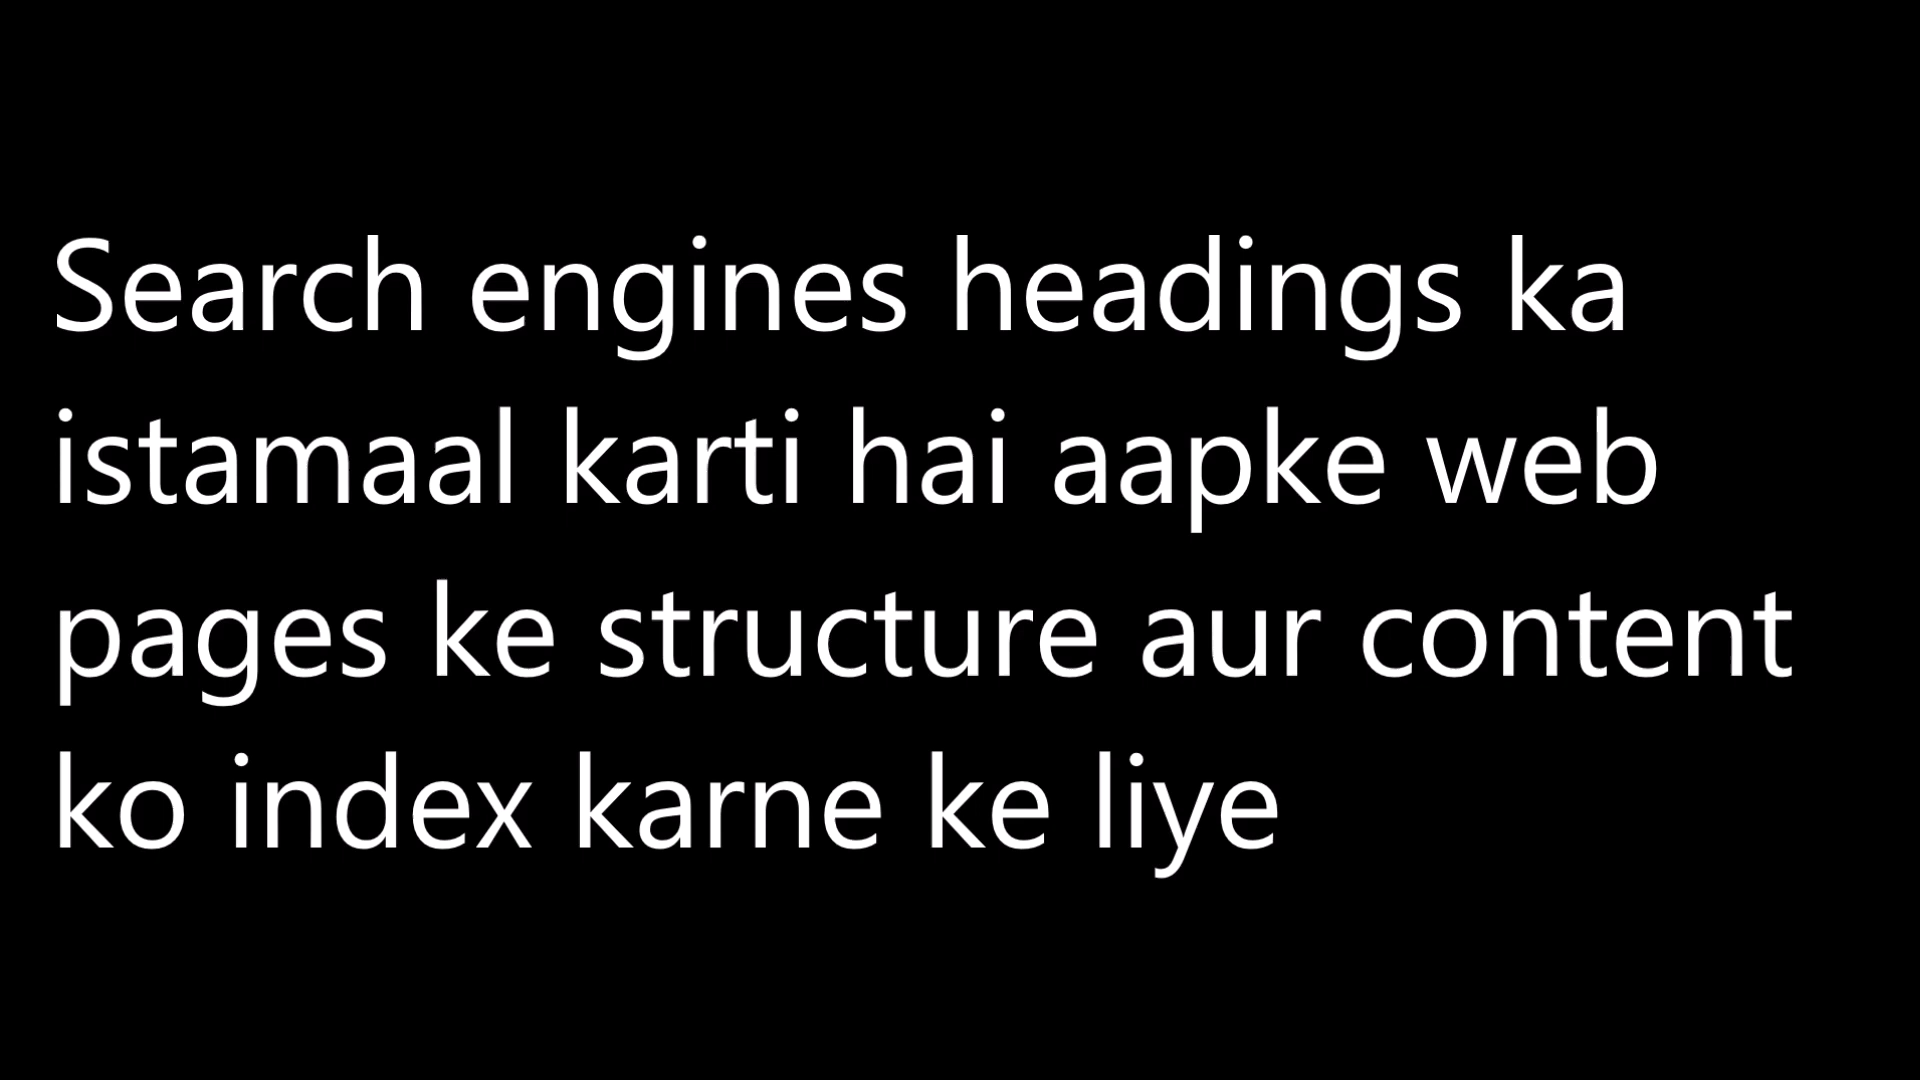 Search engines headings ka
istamaal karti hai aapke web
pages ke structure aur content
ko index karne ke liye